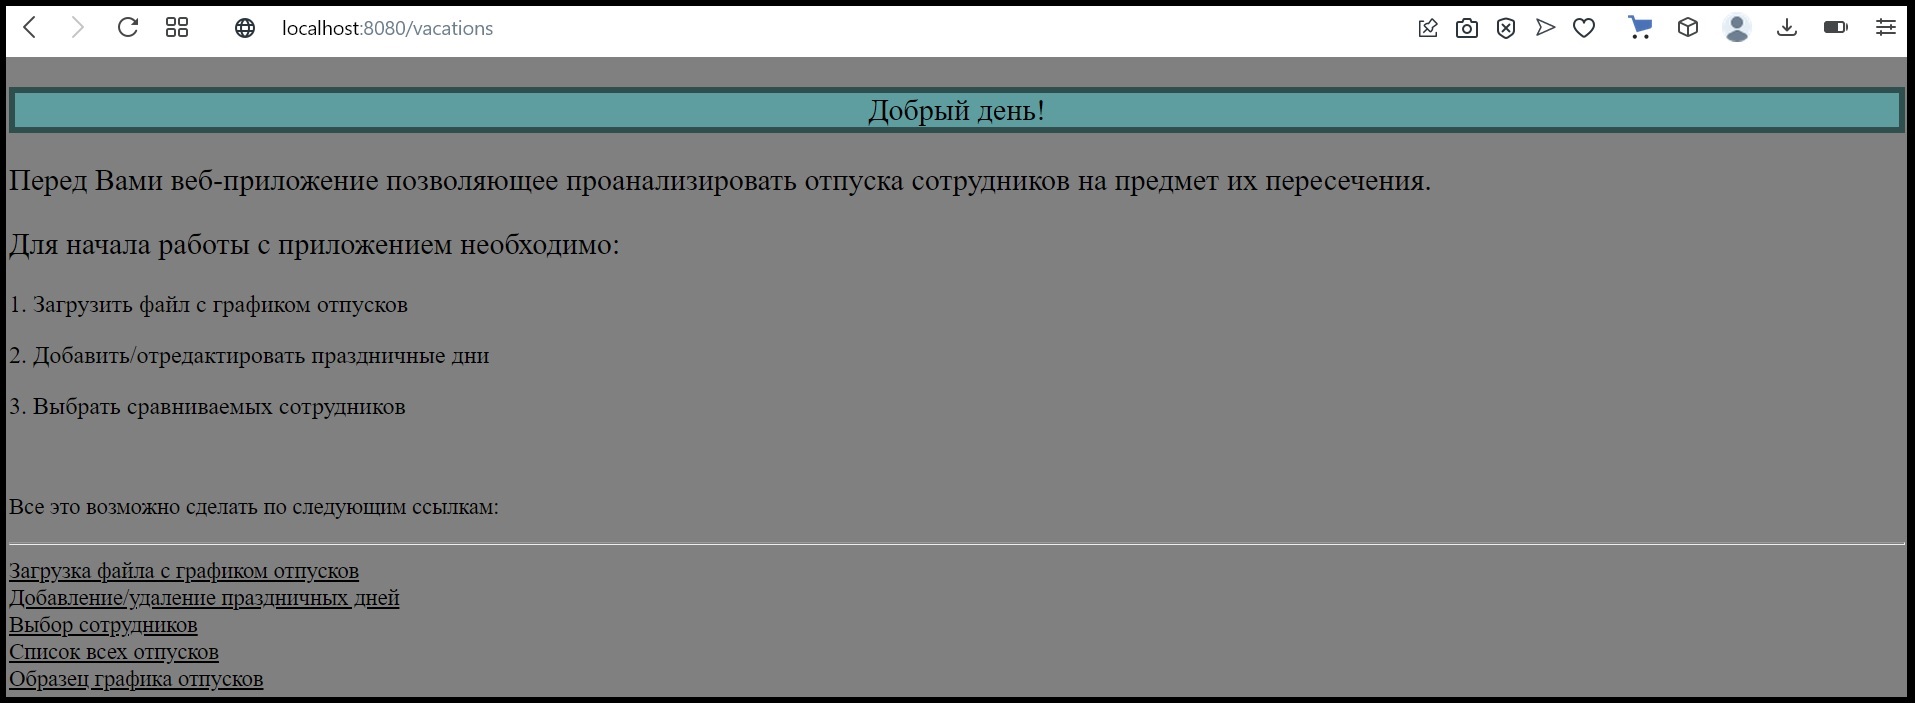 localhost:8080/vacations
Добрый день!
Перед Вами веб-приложение позволяющее проанализировать отпуска сотрудников на предмет их пересечения.
Для начала работы с приложением необходимо:
1. Загрузить файл с графиком отпусков
2. Добавить/отредактировать праздничные дни
3. Выбрать сравниваемых сотрудников
Все это возможно сделать по следующим ссылкам:
Загрузка файла с графиком отпусков
Добавление/удаление праздничных дней
Выбор сотрудников
Список всех отпусков
Образец графика отпусков